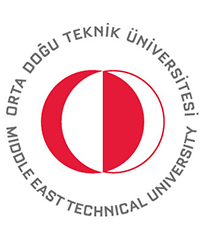 ORTA DOĞU TEKNİK ÜNİVERSİTESİ
MIDDLE EAST TECHNICAL UNIVERSITY